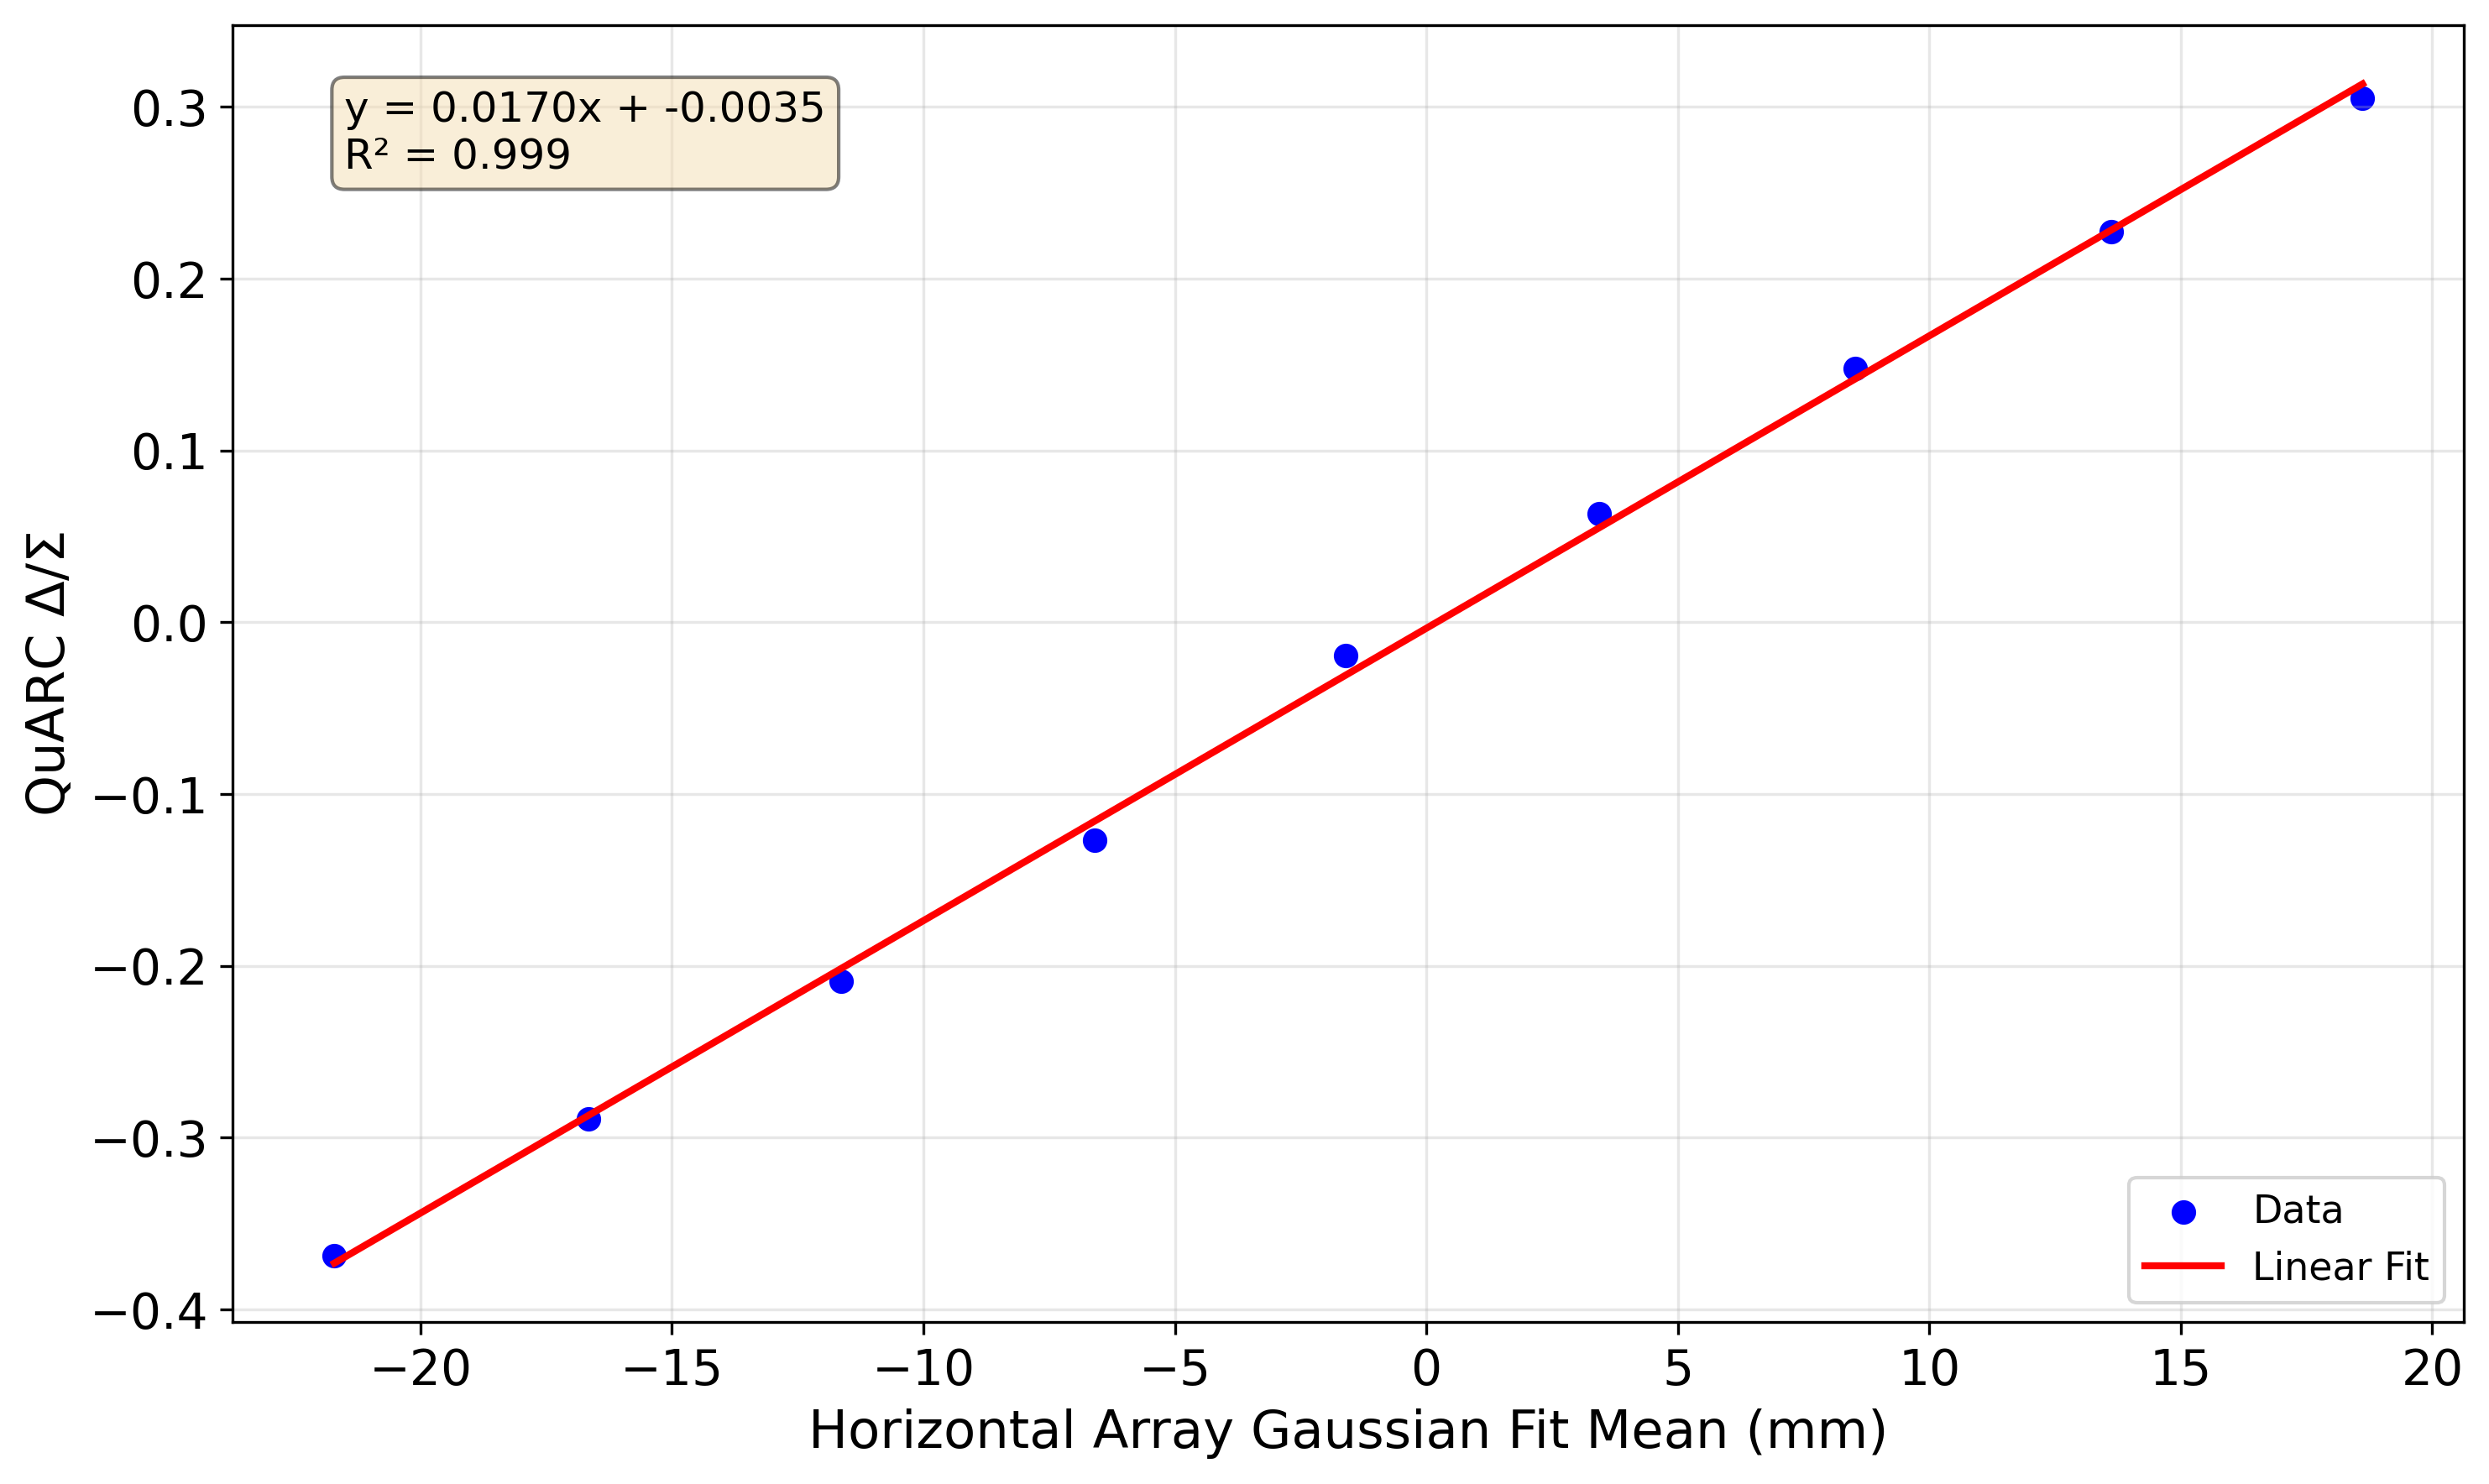 y = 0.0170x + -0.0035
R² = 0.999
0.3
0.2
0.1
0.0
−0.1
−0.2
−0.3
−0.4
QuARC Δ/Σ
Data
Linear Fit
−20 −15 −10 −5 0 5 10 15 20
Horizontal Array Gaussian Fit Mean (mm)